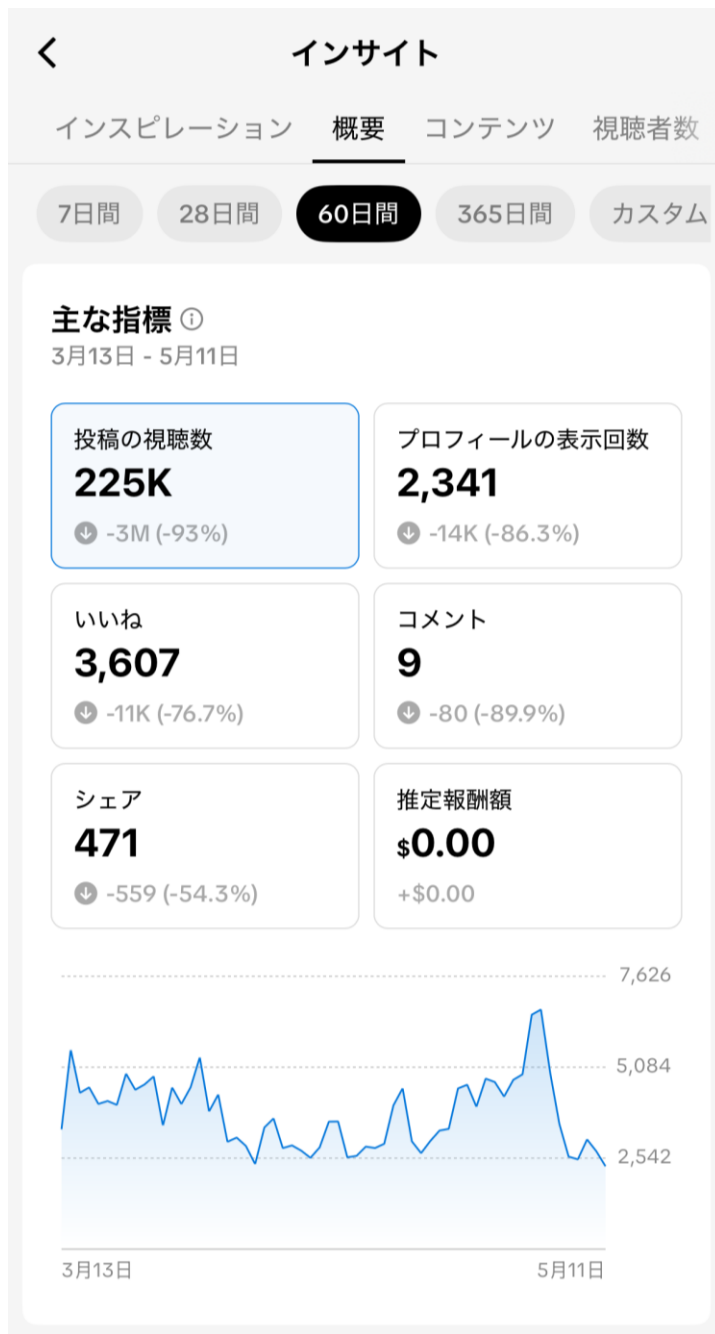 インサイト
インスピレーション 概要 コンテンツ 視聴者数
7日間 28日間 60日間 365日間 カスタム
主な指標
3月13日 - 5月11日
投稿の視聴数 プロフィールの表示回数
225K 2,341
-3M (-93%) -14K (-86.3%)
いいね コメント
3,607 9
-11K (-76.7%) -80 (-89.9%)
シェア 推定報酬額
471 $0.00
-559 (-54.3%) +$0.00
7,626
5,084
2,542
3月13日 5月11日